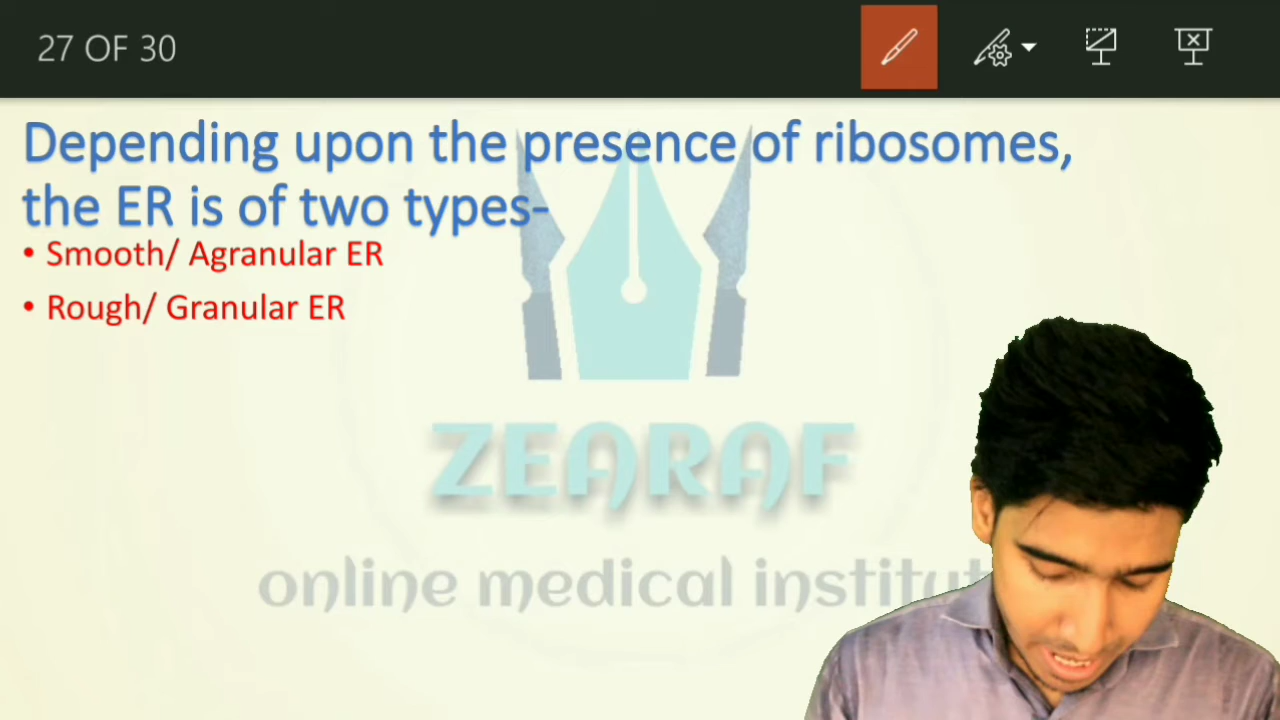 27 OF 30
Depending upon the presence of ribosomes,
the ER is of two types-
• Smooth/ Agranular ER
• Rough/ Granular ER
ZEARAF
online medical